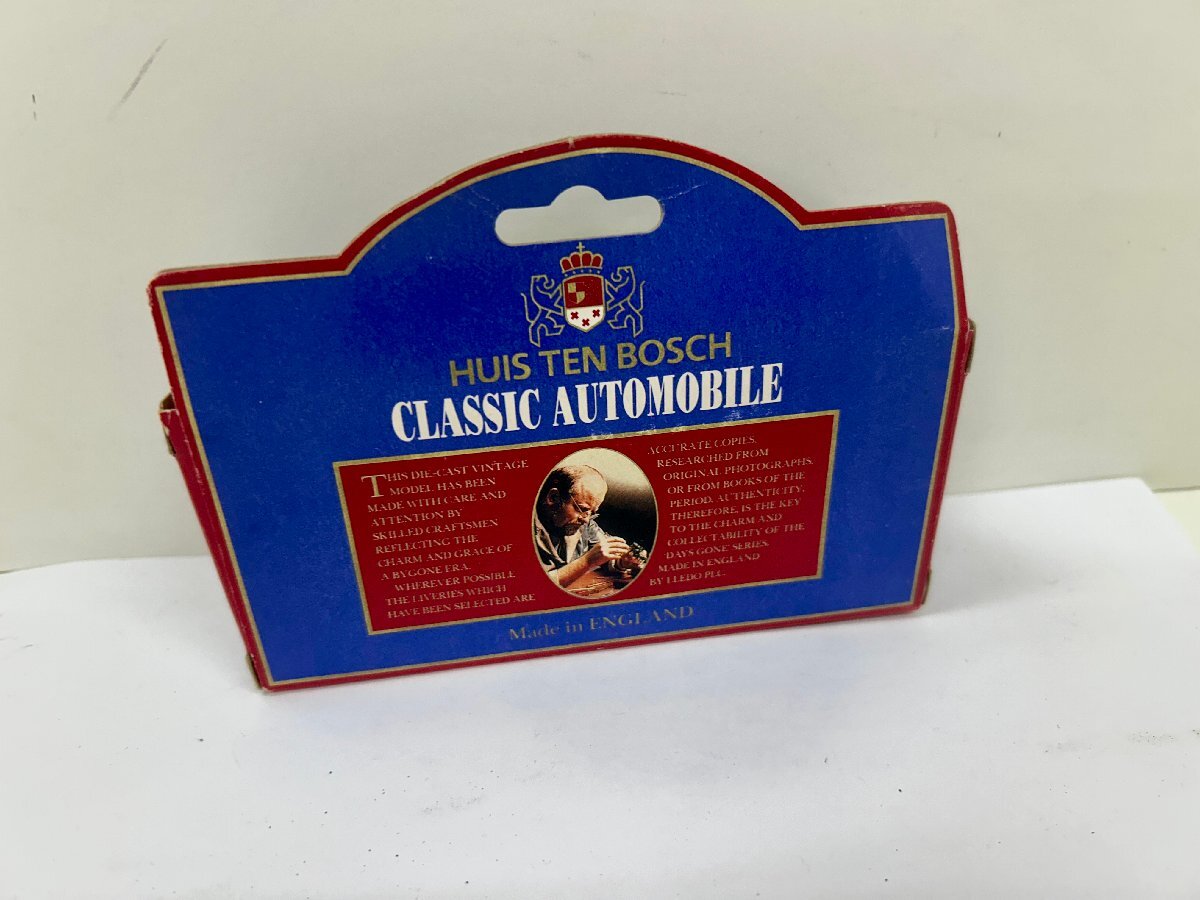 HUIS TEN BOSCH
CLASSIC AUTOMOBILE
THIS DIE-CAST VINTAGE
MODEL HAS BEEN
MADE WITH CARE AND
ATTENTION BY
SKILLED CRAFTSMEN
REFLECTING THE
CHARM AND GRACE OF
A BYGONE ERA.
WHEREVER POSSIBLE
THE LIVERIES WHICH
HAVE BEEN SELECTED ARE
ACCURATE COPIES,
RESEARCHED FROM
ORIGINAL PHOTOGRAPHS,
OR FROM BOOKS OF THE
PERIOD. AUTHENTICITY,
THEREFORE, IS THE KEY
TO THE CHARM AND
COLLECTABILITY OF THE
'DAYS GONE' SERIES.
MADE IN ENGLAND
BY LLEDO PLC.
Made in ENGLAND